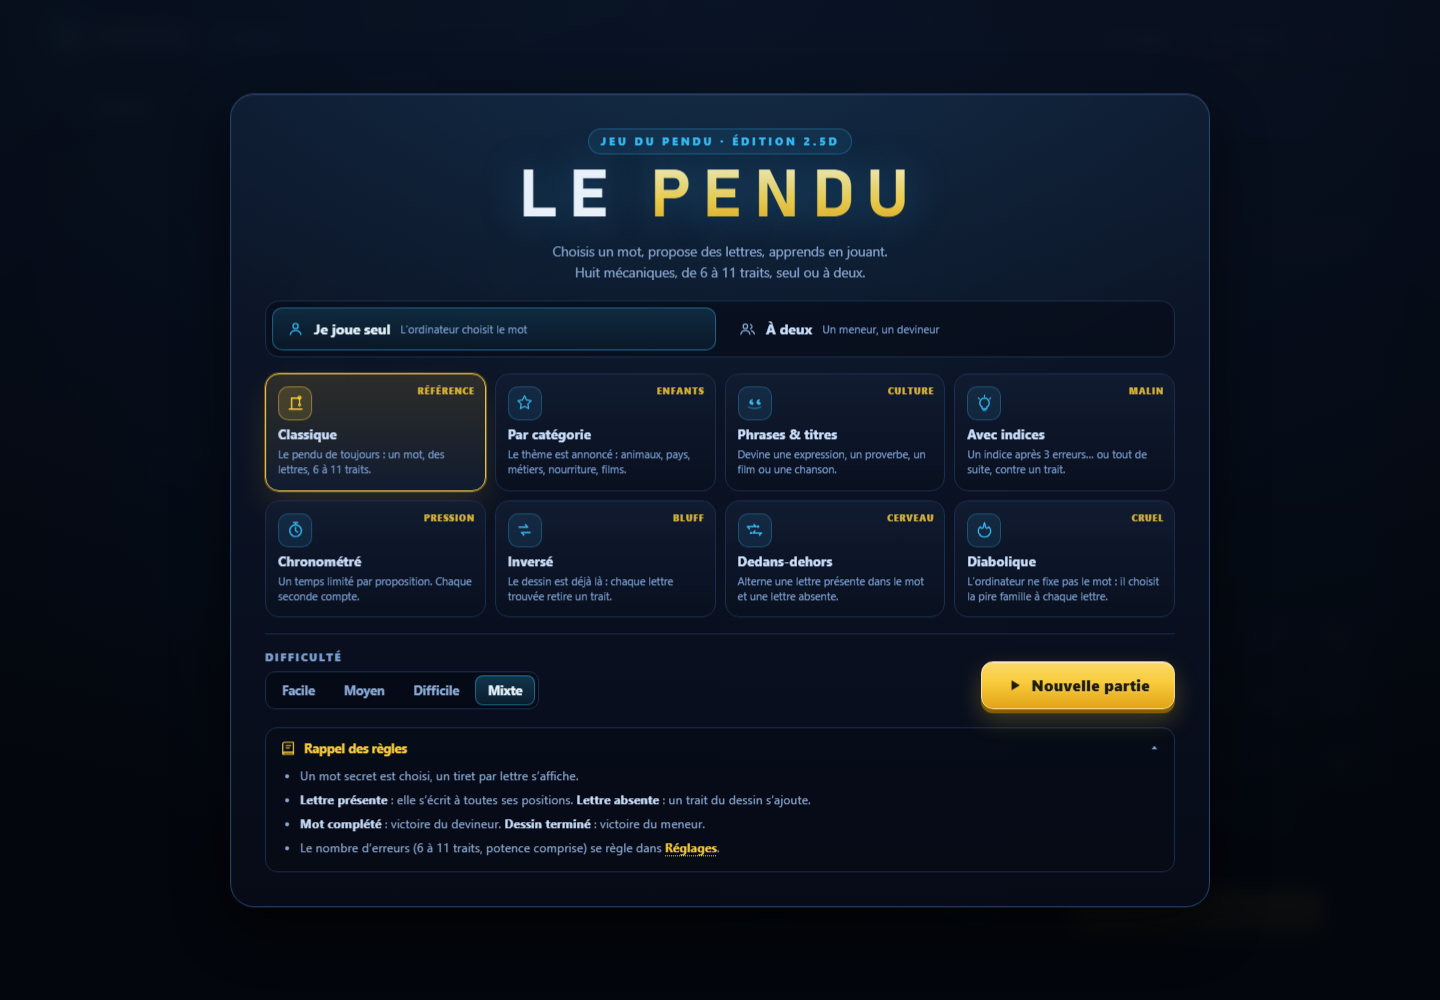 JEU DU PENDU · ÉDITION 2.5D
LE PENDU
Choisis un mot, propose des lettres, apprends en jouant.
Huit mécaniques, de 6 à 11 traits, seul ou à deux.
Je joue seul L'ordinateur choisit le mot
À deux Un meneur, un devineur
RÉFÉRENCE
Classique
Le pendu de toujours : un mot, des
lettres, 6 à 11 traits.
ENFANTS
Par catégorie
Le thème est annoncé : animaux, pays,
métiers, nourriture, films.
CULTURE
Phrases & titres
Devine une expression, un proverbe, un
film ou une chanson.
MALIN
Avec indices
Un indice après 3 erreurs... ou tout de
suite, contre un trait.
PRESSION
Chronométré
Un temps limité par proposition. Chaque
seconde compte.
BLUFF
Inversé
Le dessin est déjà là : chaque lettre
trouvée retire un trait.
CERVEAU
Dedans-dehors
Alterne une lettre présente dans le mot
et une lettre absente.
CRUEL
Diabolique
L'ordinateur ne fixe pas le mot : il choisit
la pire famille à chaque lettre.
DIFFICULTÉ
Facile Moyen Difficile Mixte
Nouvelle partie
Rappel des règles
Un mot secret est choisi, un tiret par lettre s'affiche.
Lettre présente : elle s'écrit à toutes ses positions. Lettre absente : un trait du dessin s'ajoute.
Mot complété : victoire du devineur. Dessin terminé : victoire du meneur.
Le nombre d'erreurs (6 à 11 traits, potence comprise) se règle dans Réglages.